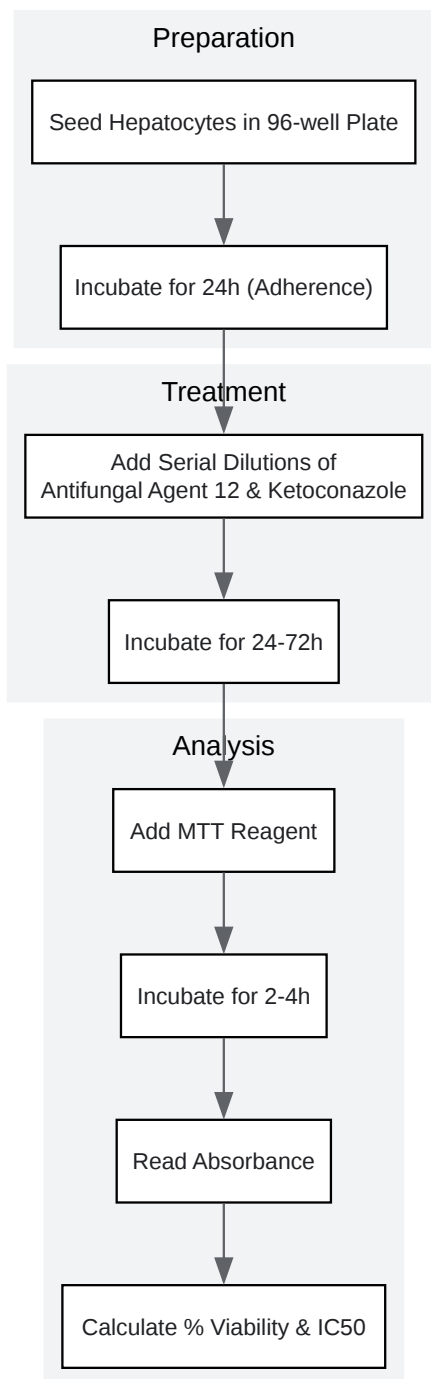 Preparation
Seed Hepatocytes in 96-well Plate
Incubate for 24h (Adherence)
Treatment
Add Serial Dilutions of
Antifungal Agent 12 & Ketoconazole
Incubate for 24-72h
Analysis
Add MTT Reagent
Incubate for 2-4h
Read Absorbance
Calculate % Viability & IC50